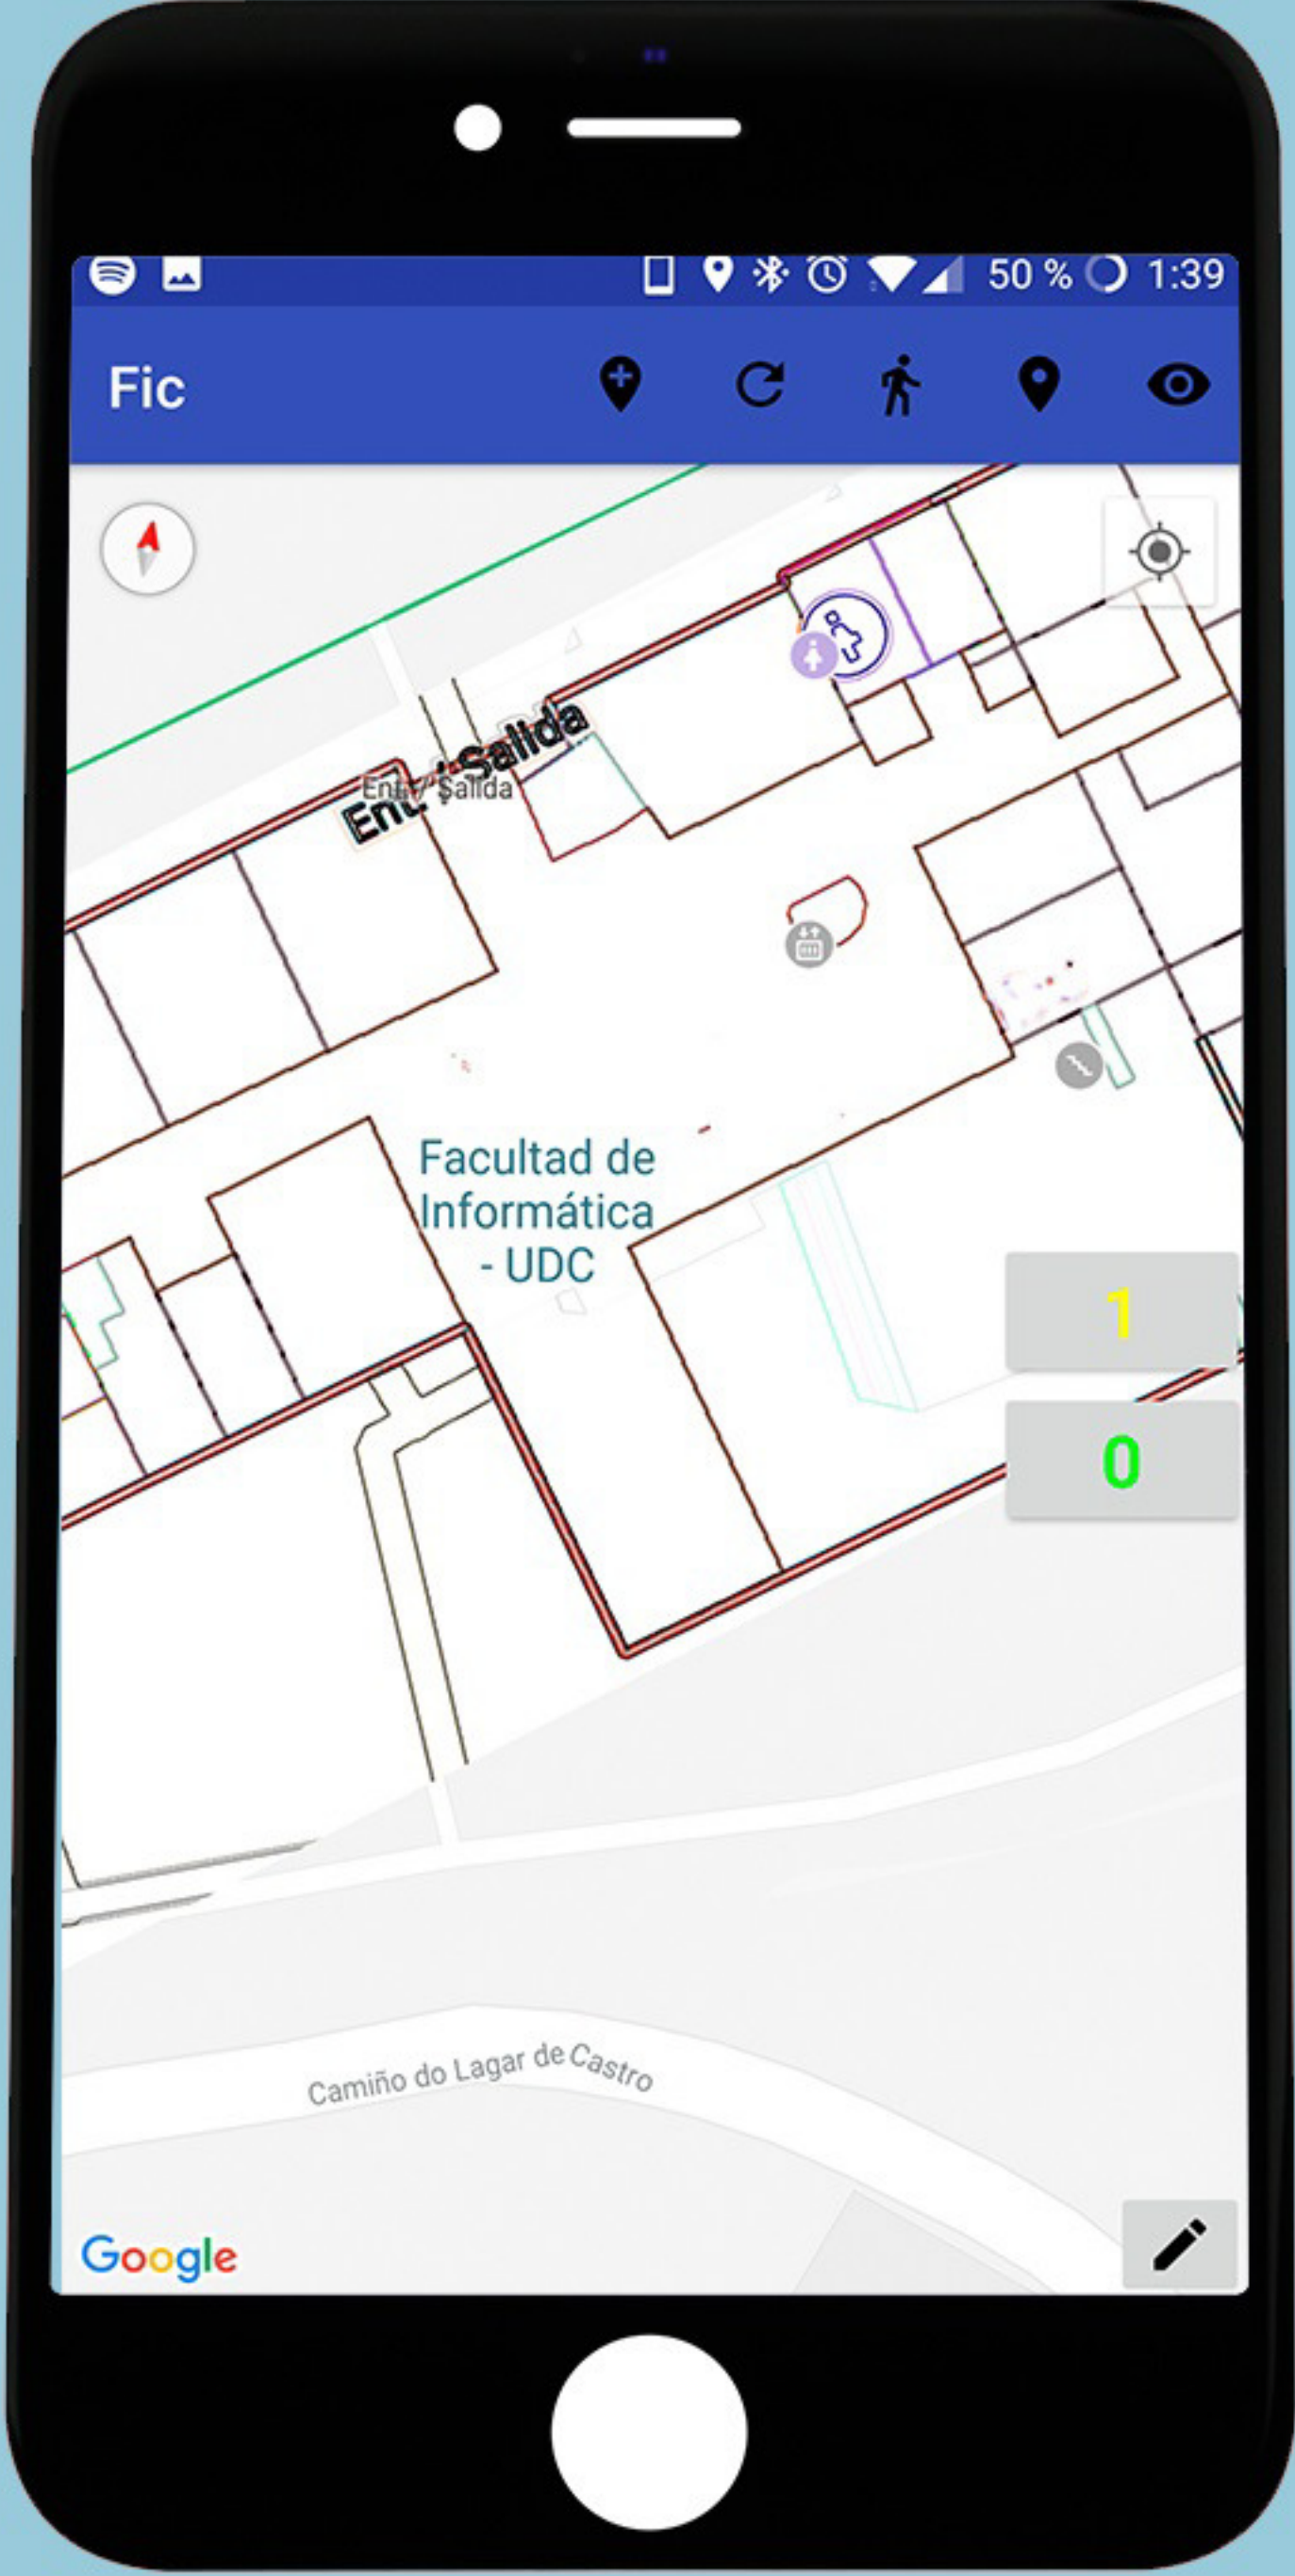 50 % 1:39
Fic
Ent / Salida
Ent / Salida
Facultad de
Informática
- UDC
1
0
Camiño do Lagar de Castro
Google